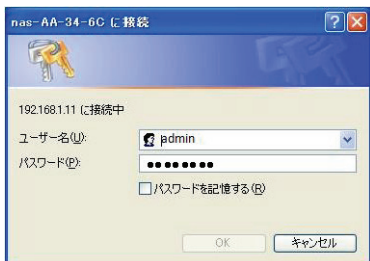 nas-AA-34-6C に接続
192.168.1.11 に接続中
ユーザー名(U):
admin
パスワード(P):
●●●●●●●●
パスワードを記憶する(R)
OK
キャンセル